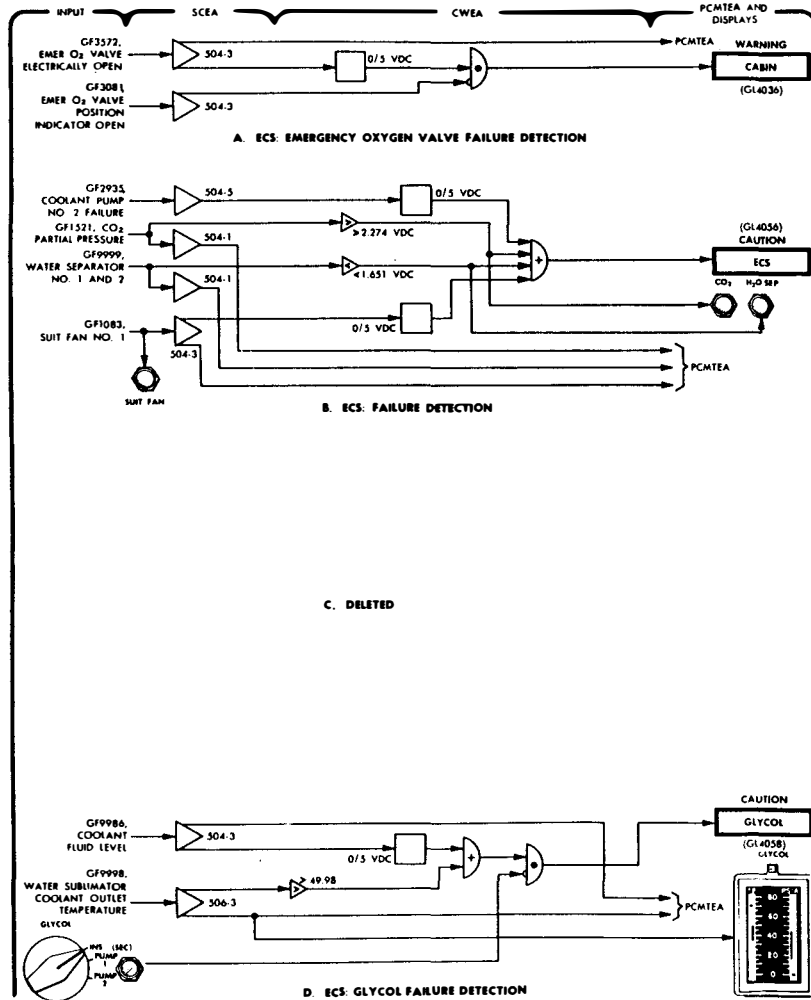 INPUT
SCEA
CWEA
PCMTEA AND
DISPLAYS
GF3572,
EMER O₂ VALVE
ELECTRICALLY OPEN
504-3
PCMTEA
WARNING
0/5 VDC
CABIN
(GL4036)
GF3081,
EMER O₂ VALVE
POSITION
INDICATOR OPEN
504-3
A. ECS: EMERGENCY OXYGEN VALVE FAILURE DETECTION
GF2935,
COOLANT PUMP
NO. 2 FAILURE
504-5
0/5 VDC
GF1521, CO₂
PARTIAL PRESSURE
504-1
>
>2.274 VDC
(GL4056)
CAUTION
+
ECS
GF9999,
WATER SEPARATOR
NO. 1 AND 2
504-1
<
<1.651 VDC
CO₂
H₂O SEP
GF1083,
SUIT FAN NO. 1
504-3
0/5 VDC
PCMTEA
SUIT FAN
B. ECS: FAILURE DETECTION
C. DELETED
GF9986,
COOLANT
FLUID LEVEL
504-3
0/5 VDC
+
CAUTION
GLYCOL
(GL4058)
GLYCOL
GF9998,
WATER SUBLIMATOR
COOLANT OUTLET
TEMPERATURE
506-3
>
> 49.98
PCMTEA
80
60
40
20
0
GLYCOL
INS (SEC)
PUMP
1
PUMP
2
D. ECS: GLYCOL FAILURE DETECTION